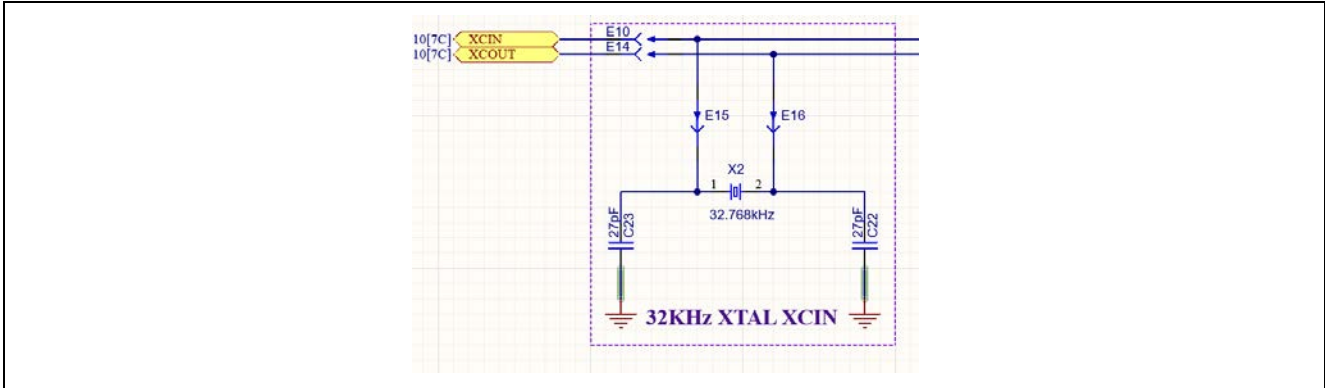 10[7C] XCIN E10
10[7C] XCOUT E14
E15 E16
X2
1 2
32.768kHz
27pF
C23
27pF
C22
32KHz XTAL XCIN